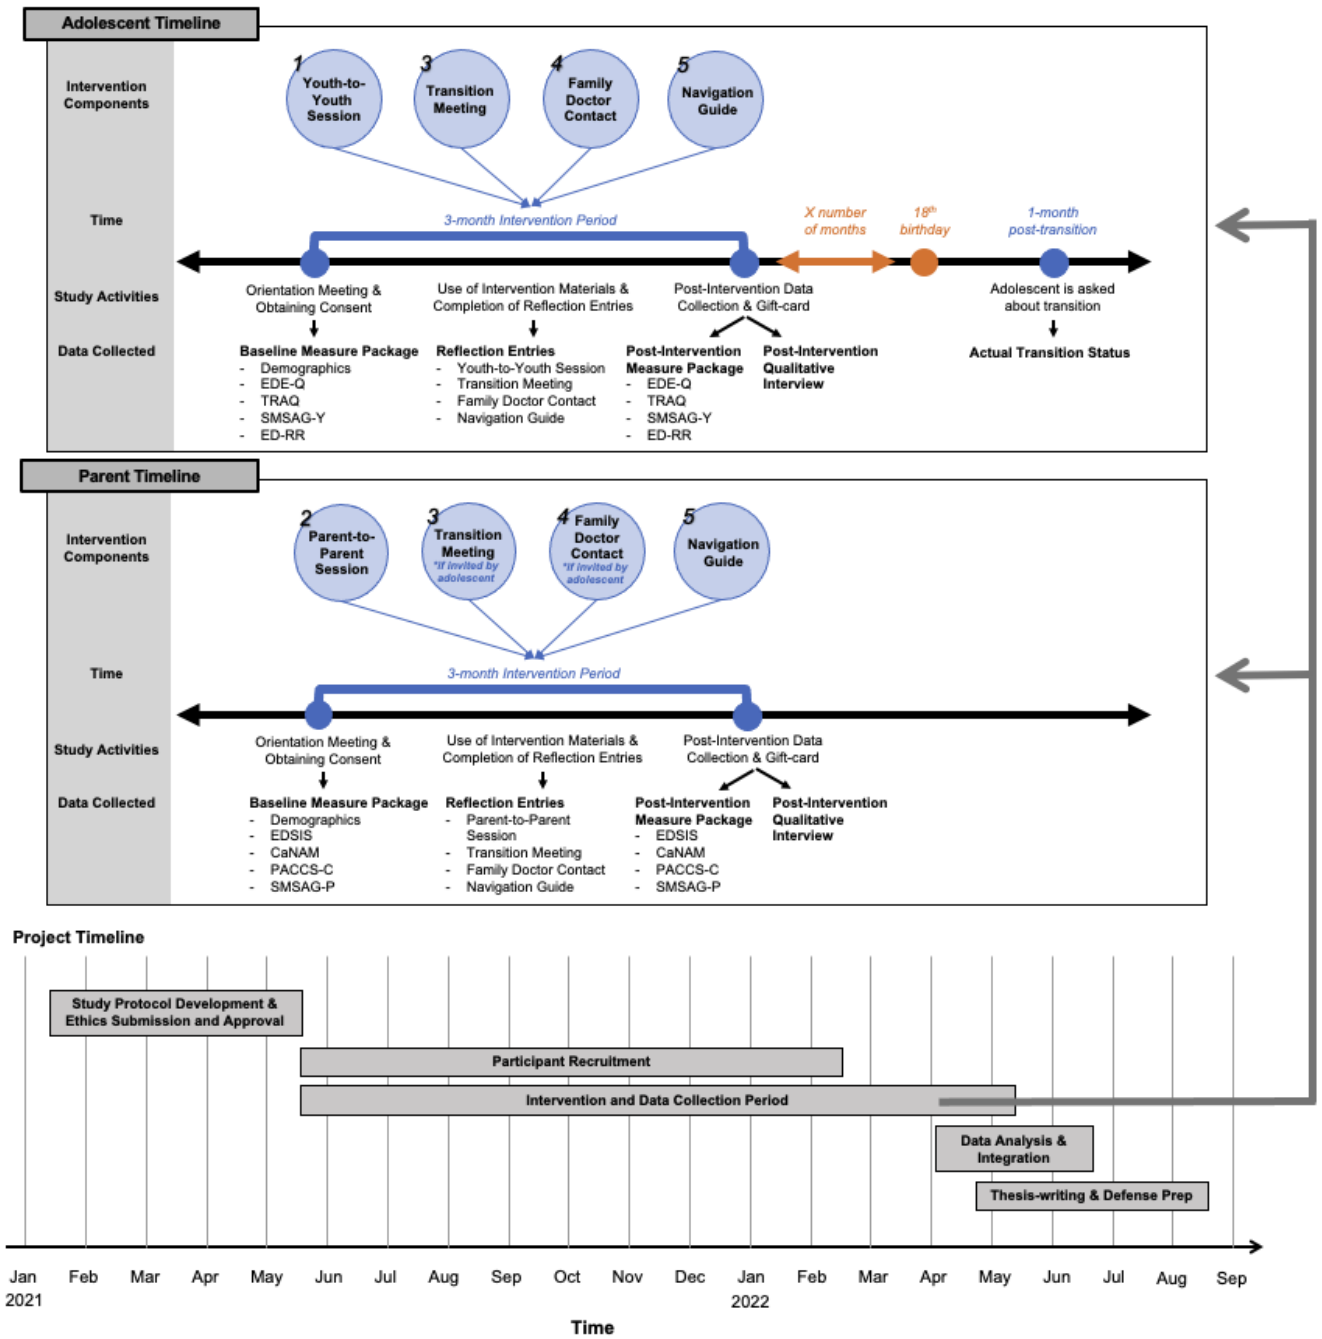 Adolescent Timeline
Intervention
Components
1
Youth-to-
Youth
Session
3
Transition
Meeting
4
Family
Doctor
Contact
5
Navigation
Guide
Time
3-month Intervention Period
X number
of months
18th
birthday
1-month
post-transition
Study Activities
Orientation Meeting &
Obtaining Consent
Use of Intervention Materials &
Completion of Reflection Entries
Post-Intervention Data
Collection & Gift-card
Adolescent is asked
about transition
Data Collected
Baseline Measure Package
- Demographics
- EDE-Q
- TRAQ
- SMSAG-Y
- ED-RR
Reflection Entries
- Youth-to-Youth Session
- Transition Meeting
- Family Doctor Contact
- Navigation Guide
Post-Intervention
Measure Package
- EDE-Q
- TRAQ
- SMSAG-Y
- ED-RR
Post-Intervention
Qualitative
Interview
Actual Transition Status
Parent Timeline
Intervention
Components
2
Parent-to-
Parent
Session
3
Transition
Meeting
*If invited by
adolescent
4
Family
Doctor
Contact
*If invited by
adolescent
5
Navigation
Guide
Time
3-month Intervention Period
Study Activities
Orientation Meeting &
Obtaining Consent
Use of Intervention Materials &
Completion of Reflection Entries
Post-Intervention Data
Collection & Gift-card
Data Collected
Baseline Measure Package
- Demographics
- EDSIS
- CaNAM
- PACCS-C
- SMSAG-P
Reflection Entries
- Parent-to-Parent
Session
- Transition Meeting
- Family Doctor Contact
- Navigation Guide
Post-Intervention
Measure Package
- EDSIS
- CaNAM
- PACCS-C
- SMSAG-P
Post-Intervention
Qualitative
Interview
Project Timeline
Study Protocol Development &
Ethics Submission and Approval
Participant Recruitment
Intervention and Data Collection Period
Data Analysis &
Integration
Thesis-writing & Defense Prep
Jan Feb Mar Apr May Jun Jul Aug Sep Oct Nov Dec Jan Feb Mar Apr May Jun Jul Aug Sep
2021 2022
Time